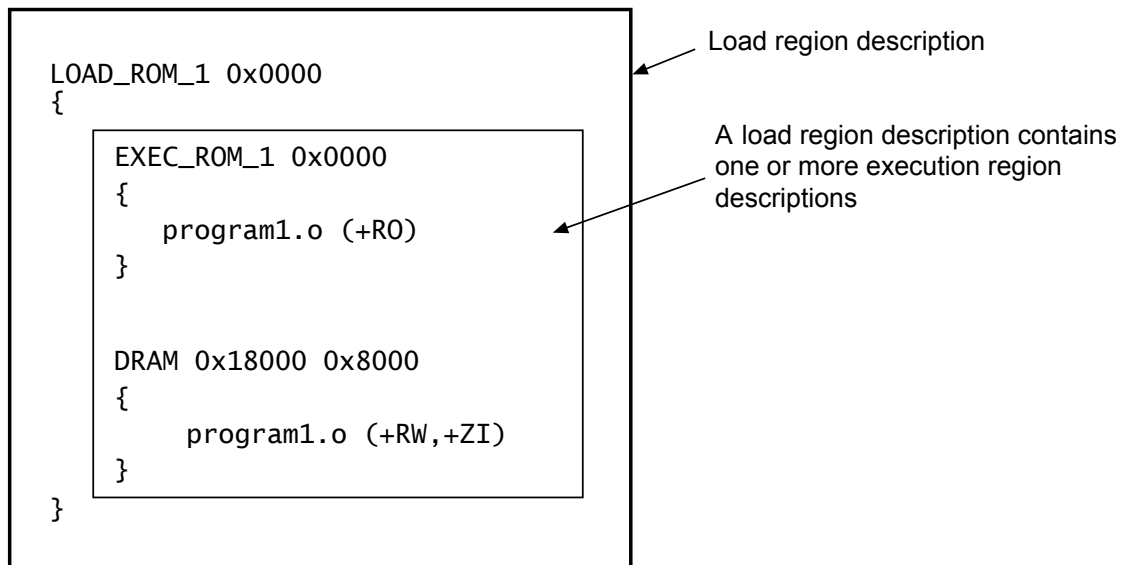 LOAD_ROM_1 0x0000
{
EXEC_ROM_1 0x0000
{
program1.o (+RO)
}
DRAM 0x18000 0x8000
{
program1.o (+RW,+ZI)
}
}
Load region description
A load region description contains
one or more execution region
descriptions